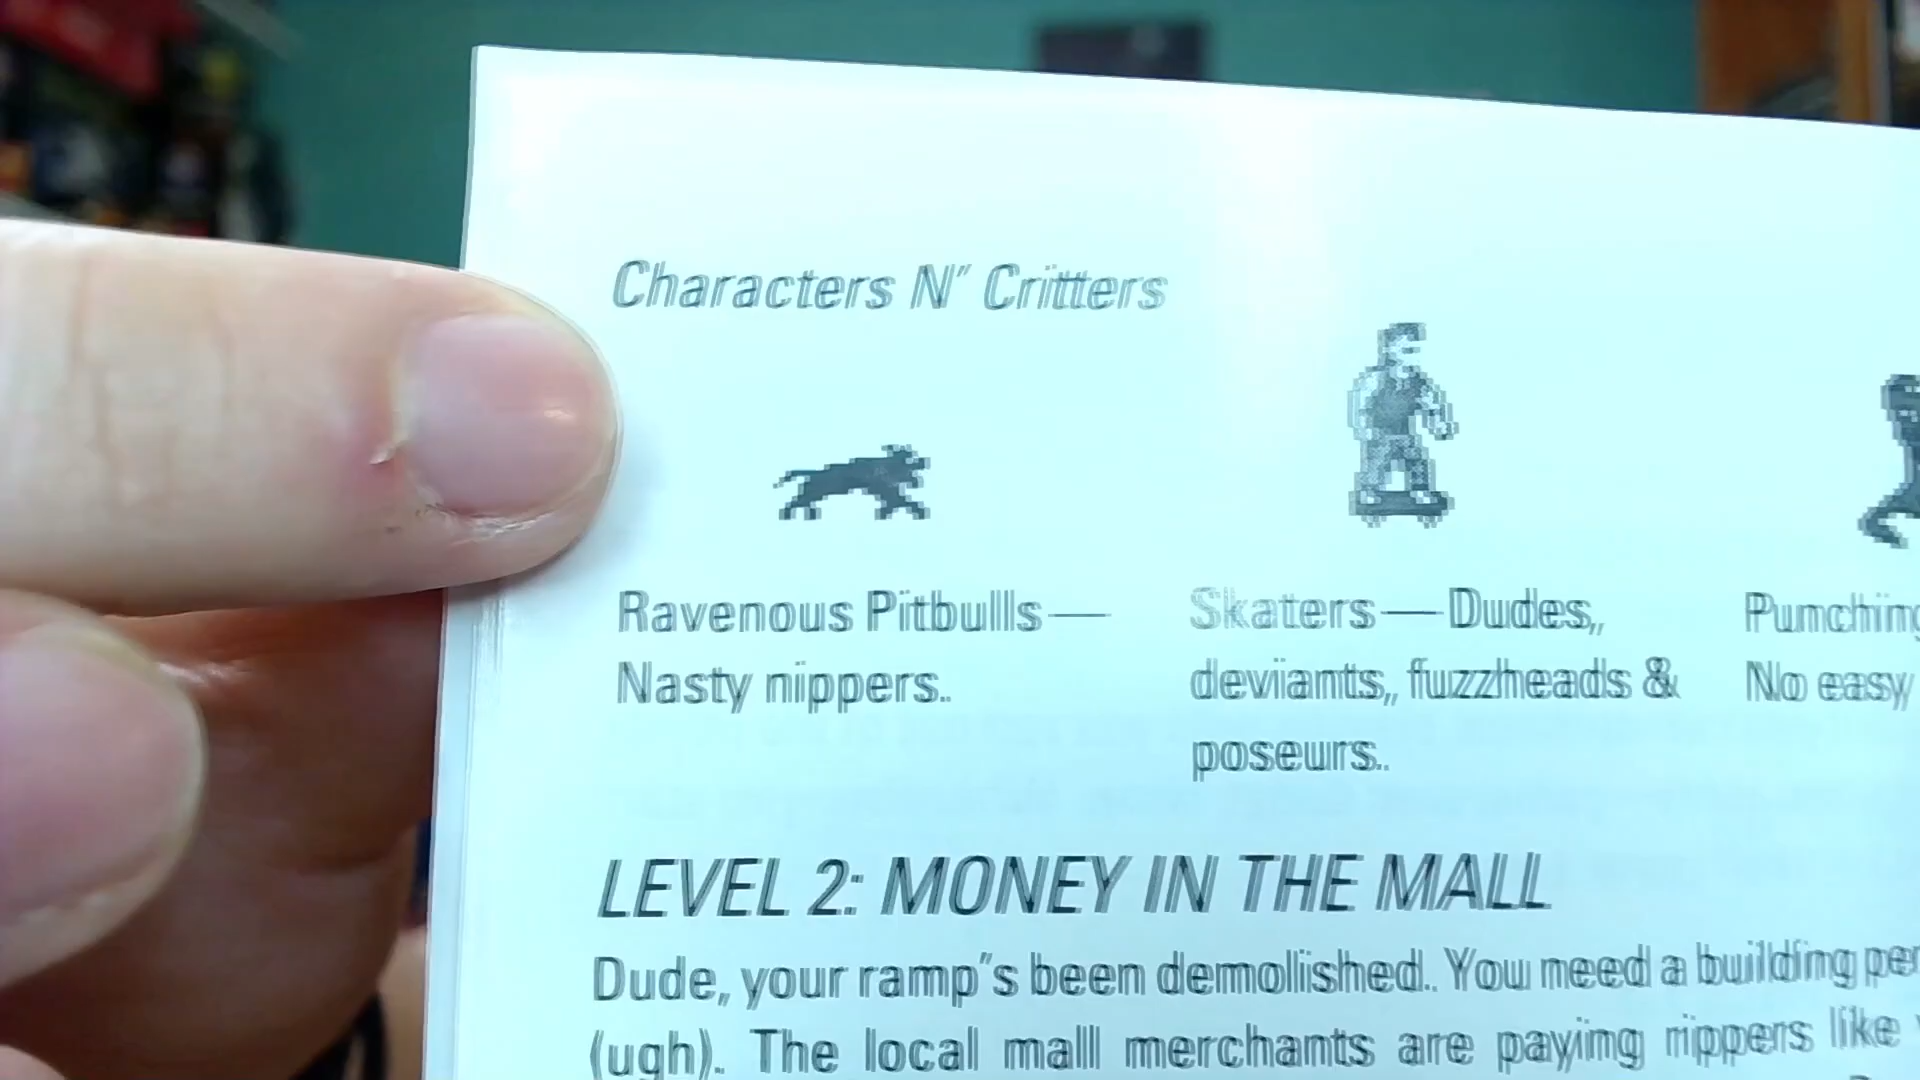 Characters N" Critters
Ravenous Pitbulls—
Nasty nippers.
Skaters—Dudes,
deviants, fuzzheads &
poseurs.
Punching
No easy
LEVEL 2: MONEY IN THE MALL
Dude, your ramp's been demolished. You need a building
(ugh). The local mall merchants are paying rippers like